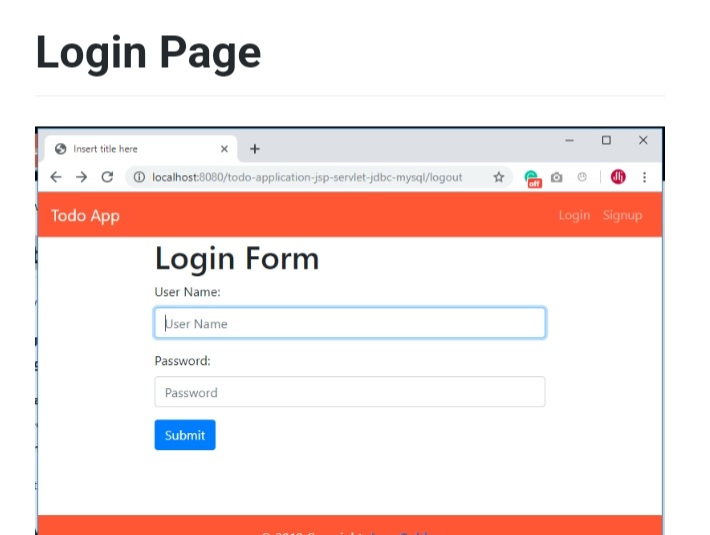 Login Page
Insert title here
localhost:8080/todo-application-jsp-servlet-jdbc-mysql/logout
off
Todo App
Login Signup
Login Form
User Name:
User Name
Password:
Password
Submit